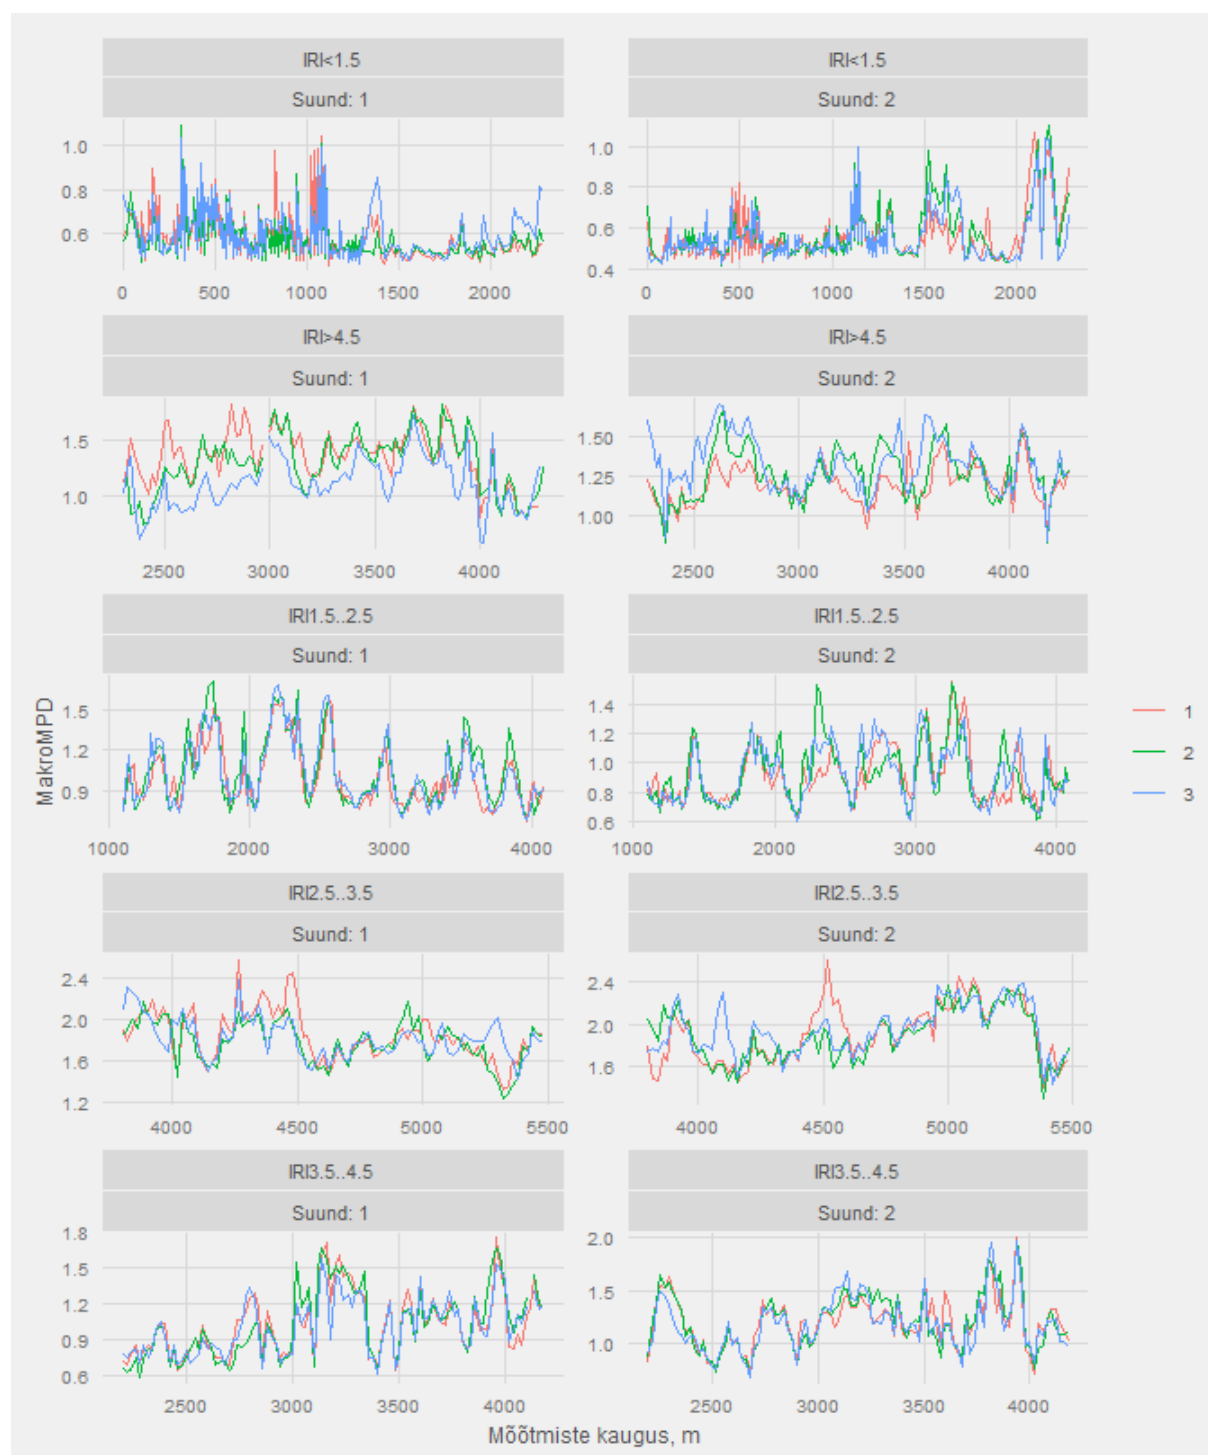 IRI<1.5
IRI<1.5
Suund: 1
Suund: 2
1.0
0.8
0.6
0 500 1000 1500 2000
1.0
0.8
0.6
0.4
0 500 1000 1500 2000
IRI>4.5
IRI>4.5
Suund: 1
Suund: 2
1.5
1.0
2500 3000 3500 4000
1.50
1.25
1.00
2500 3000 3500 4000
IRI1.5..2.5
IRI1.5..2.5
Suund: 1
Suund: 2
1.5
1.2
0.9
1000 2000 3000 4000
1.4
1.2
1.0
0.8
0.6
1000 2000 3000 4000
MakroMPD
1
2
3
IRI2.5..3.5
IRI2.5..3.5
Suund: 1
Suund: 2
2.4
2.0
1.6
1.2
4000 4500 5000 5500
2.4
2.0
1.6
4000 4500 5000 5500
IRI3.5..4.5
IRI3.5..4.5
Suund: 1
Suund: 2
1.8
1.5
1.2
0.9
0.6
2500 3000 3500 4000
2.0
1.5
1.0
2500 3000 3500 4000
Mõõtmiste kaugus, m